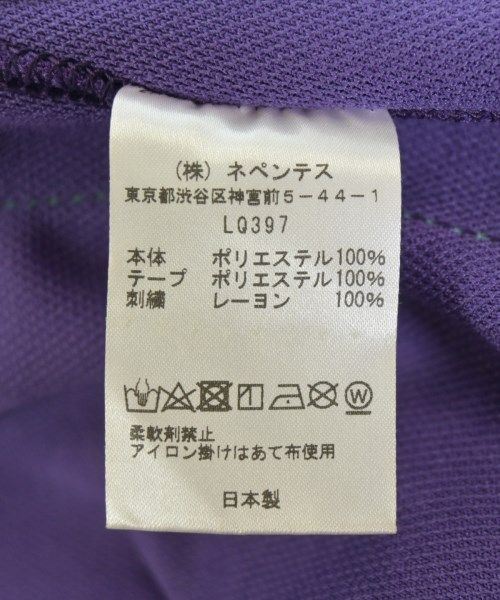 （株）ネペンテス
東京都渋谷区神宮前5-44-1
LQ397
本体 ポリエステル100%
テープ ポリエステル100%
刺繍 レーヨン 100%
柔軟剤禁止
アイロン掛けはあて布使用
日本製